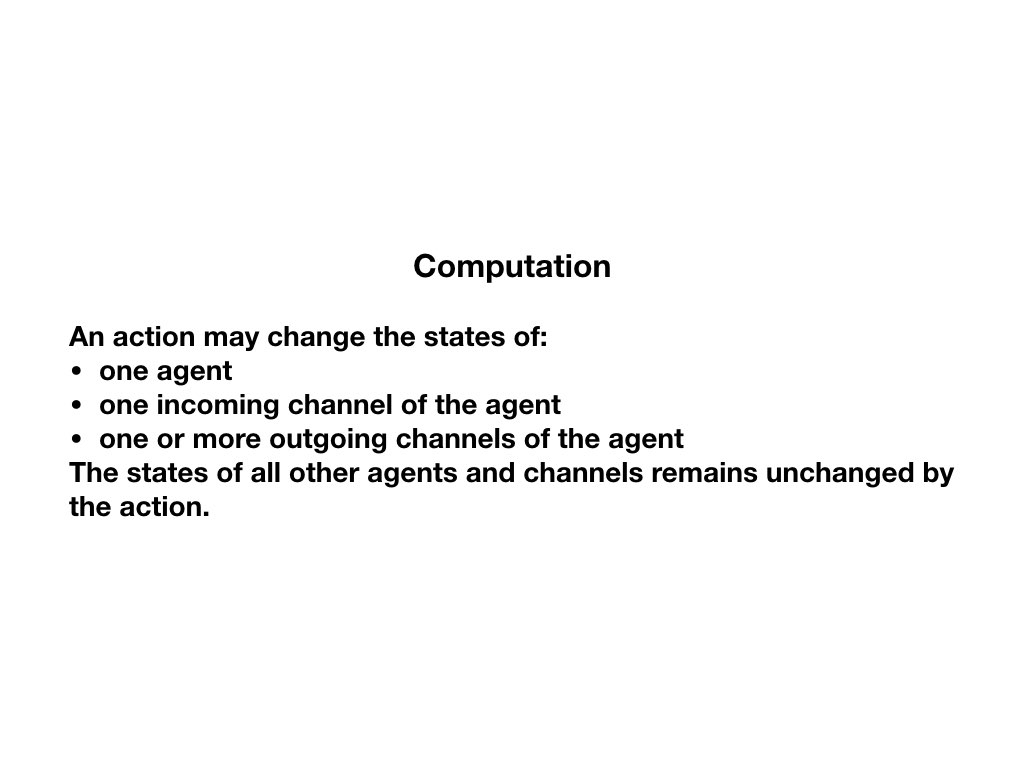 Computation
An action may change the states of:
• one agent
• one incoming channel of the agent
• one or more outgoing channels of the agent
The states of all other agents and channels remains unchanged by
the action.